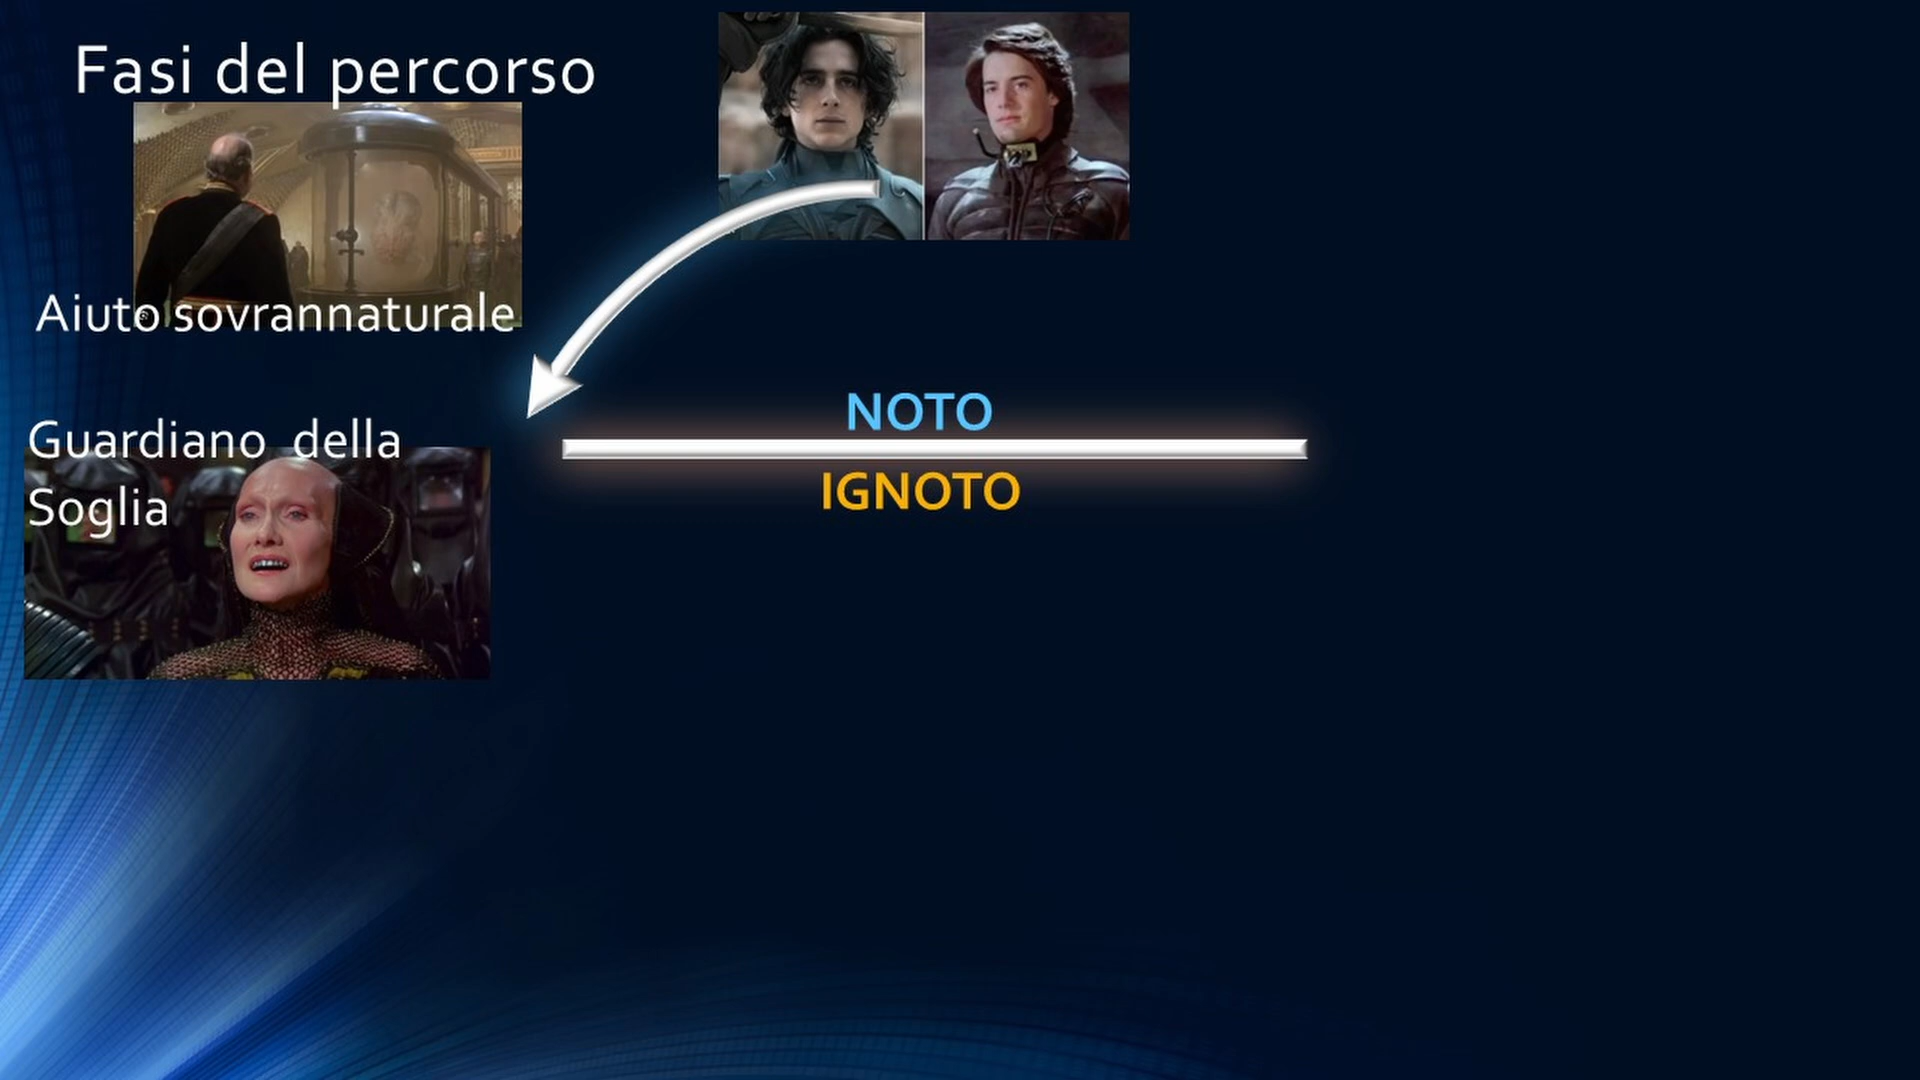 Fasi del percorso
Aiuto sovrannaturale
NOTO
Guardiano della
Soglia
IGNOTO